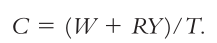 C = (W + RY)/T.